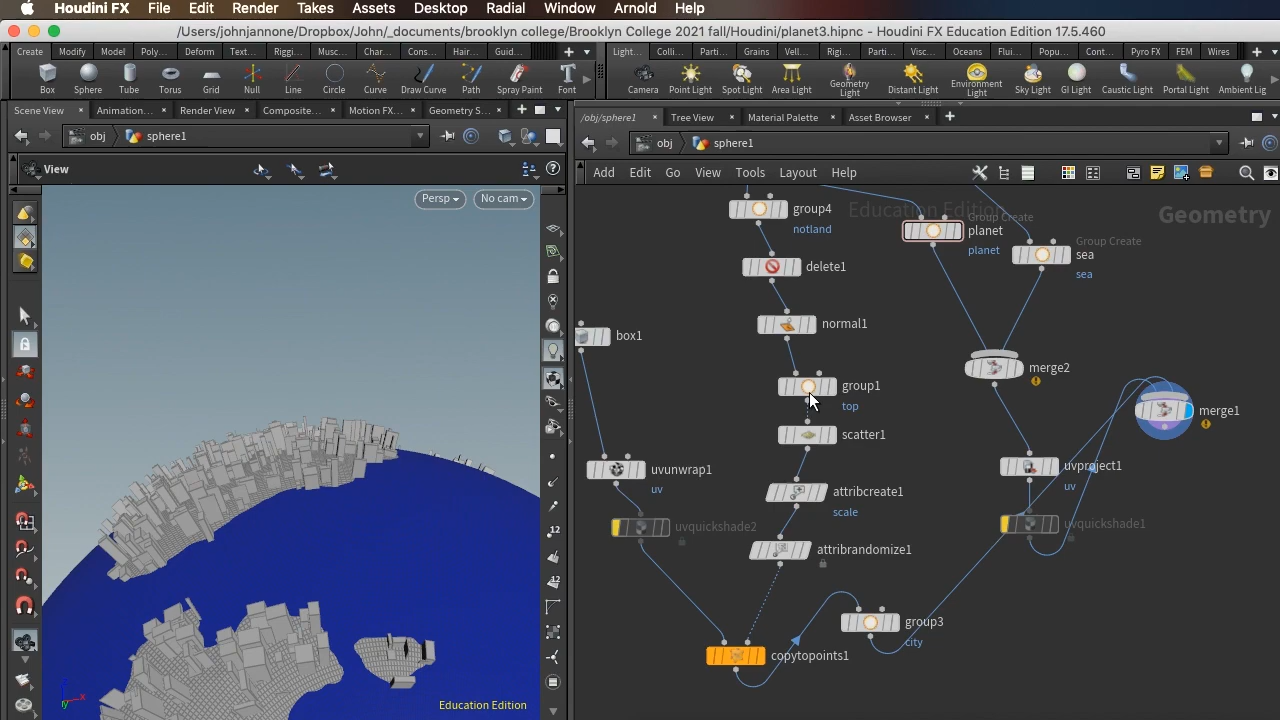 Houdini FX File Edit Render Takes Assets Desktop Radial Window Arnold Help
/Users/johnjannone/Dropbox/John/_documents/brooklyn college/Brooklyn College 2021 fall/Houdini/planet3.hipnc - Houdini FX Education Edition 17.5.460
Create Modify Model Poly... Deform Text... Riggi... Musc... Char... Cons... Hair... Guid... Light... Colli... Parti... Grains Vell... Rigi... Parti... Visc... Oceans Flui... Popu... Cont... Pyro FX FEM Wires
Box Sphere Tube Torus Grid Null Line Circle Curve Draw Curve Path Spray Paint Font Camera Point Light Spot Light Area Light Geometry Light Distant Light Environment Light Sky Light GI Light Caustic Light Portal Light Ambient Lig
Scene View Animation... Render View Composite... Motion FX... Geometry S... /obj/sphere1 Tree View Material Palette Asset Browser
obj sphere1 obj sphere1
View Add Edit Go View Tools Layout Help
Persp No cam
Education Edition Geometry
group4
notland
Group Create
planet
planet
Group Create
sea
sea
delete1
normal1
box1
merge2
group1
top
merge1
scatter1
uvunwrap1
uv
uvproject1
uv
attribcreate1
scale
uvquickshade2
uvquickshade1
attribrandomize1
group3
city
copytopoints1
12
12
z x
y
Education Edition